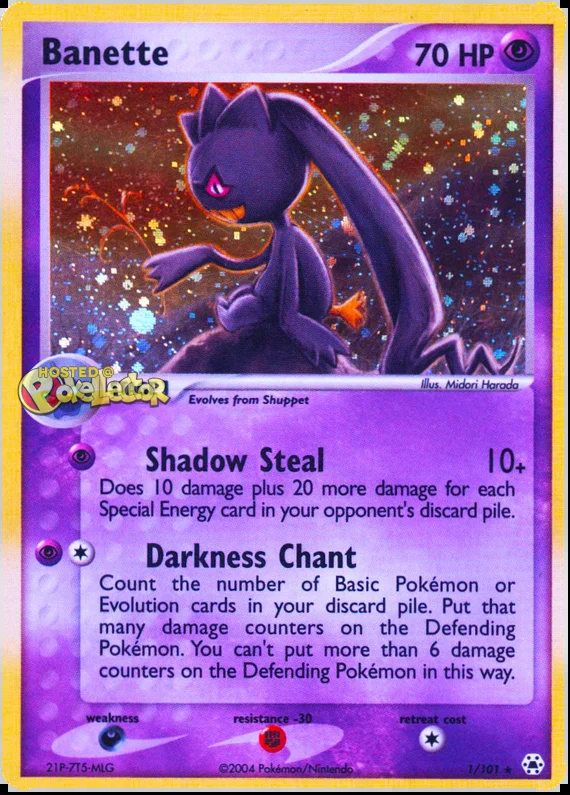 Banette 70 HP
HOSTED @
PokéLector
Illus. Midori Harada
Evolves from Shuppet
Shadow Steal 10+
Does 10 damage plus 20 more damage for each
Special Energy card in your opponent's discard pile.
Darkness Chant
Count the number of Basic Pokémon or
Evolution cards in your discard pile. Put that
many damage counters on the Defending
Pokémon. You can't put more than 6 damage
counters on the Defending Pokémon in this way.
weakness resistance -30 retreat cost
21P-7T5-MLG ©2004 Pokémon/Nintendo 1/101 ★